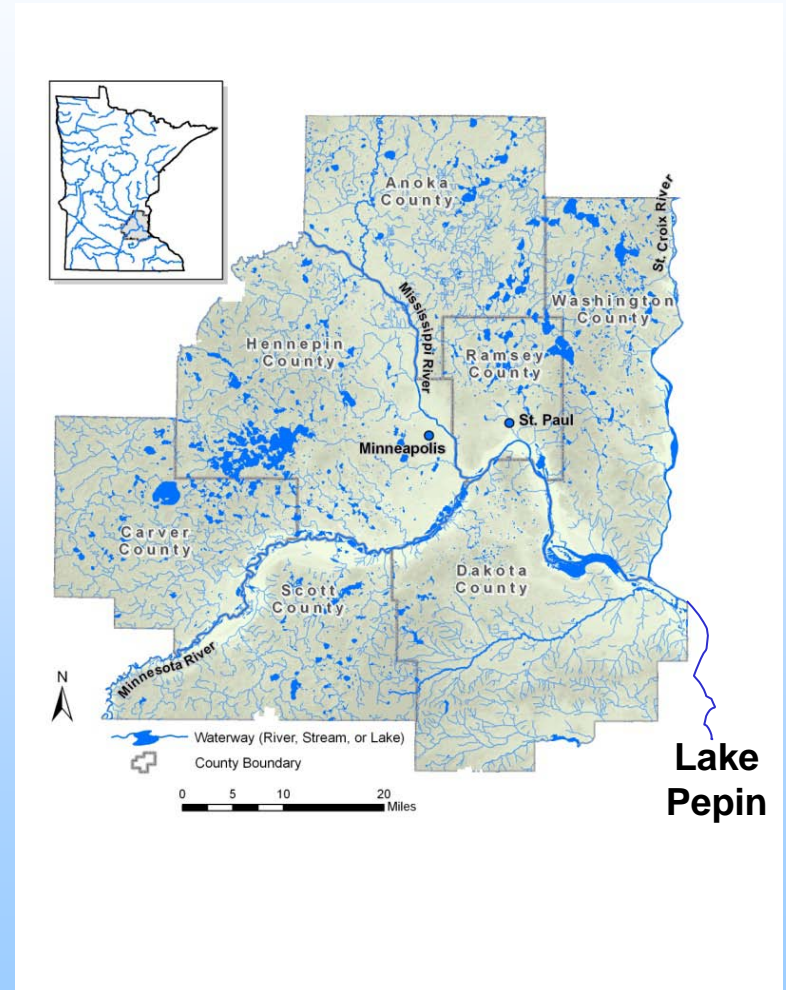 Anoka
County
St. Croix River
Mississippi River
Washington
County
Hennepin
County
Ramsey
County
St. Paul
Minneapolis
Carver
County
Dakota
County
Scott
County
Minnesota River
N
Waterway (River, Stream, or Lake)
County Boundary
Lake
Pepin
0 5 10 20
Miles